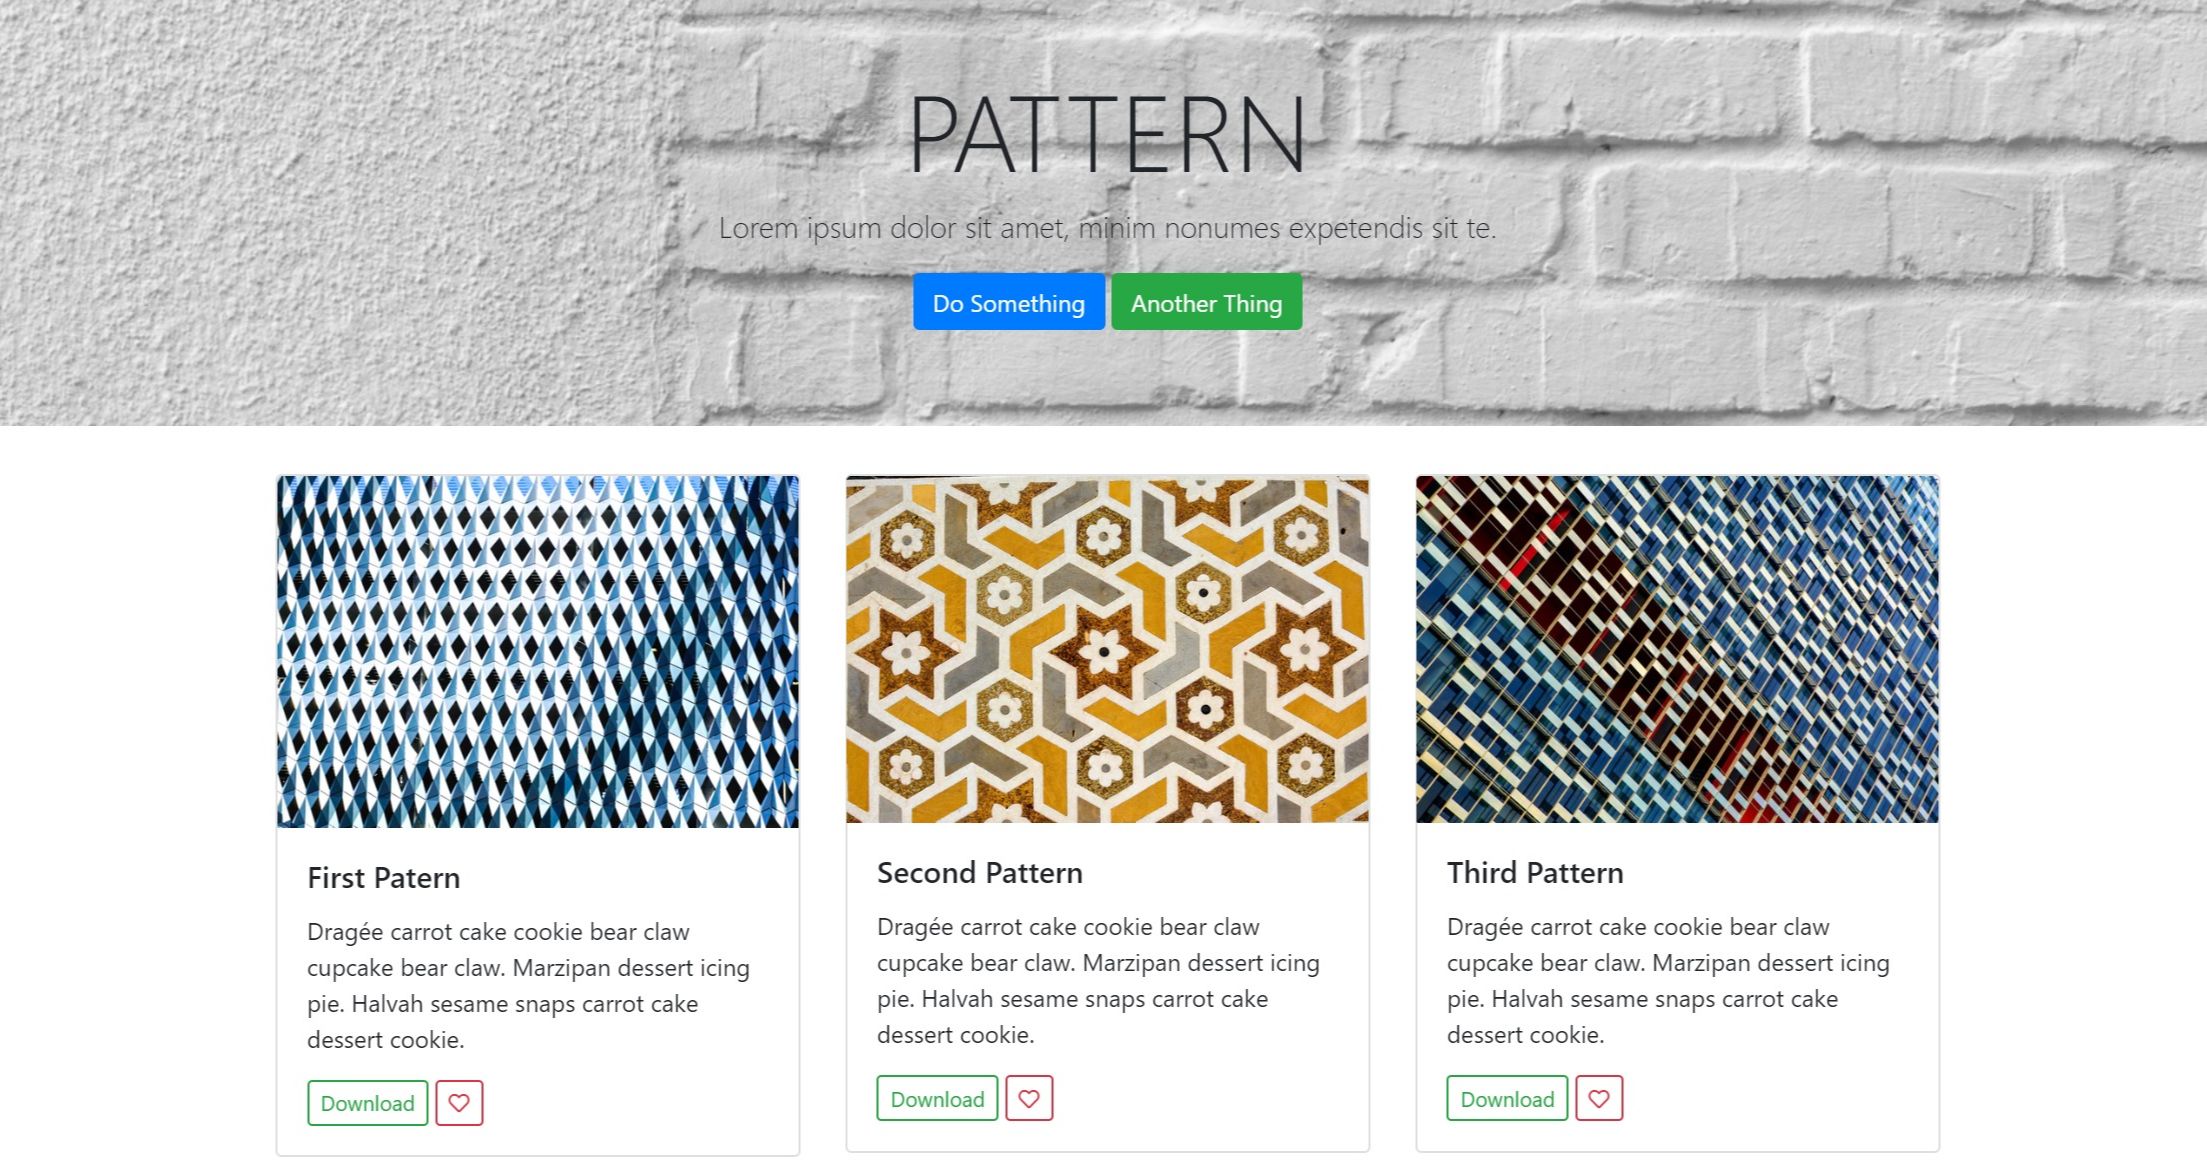 PATTERN
Lorem ipsum dolor sit amet, minim nonumes expetendis sit te.
Do Something Another Thing
First Patern
Dragée carrot cake cookie bear claw
cupcake bear claw. Marzipan dessert icing
pie. Halvah sesame snaps carrot cake
dessert cookie.
Download
Second Pattern
Dragée carrot cake cookie bear claw
cupcake bear claw. Marzipan dessert icing
pie. Halvah sesame snaps carrot cake
dessert cookie.
Download
Third Pattern
Dragée carrot cake cookie bear claw
cupcake bear claw. Marzipan dessert icing
pie. Halvah sesame snaps carrot cake
dessert cookie.
Download